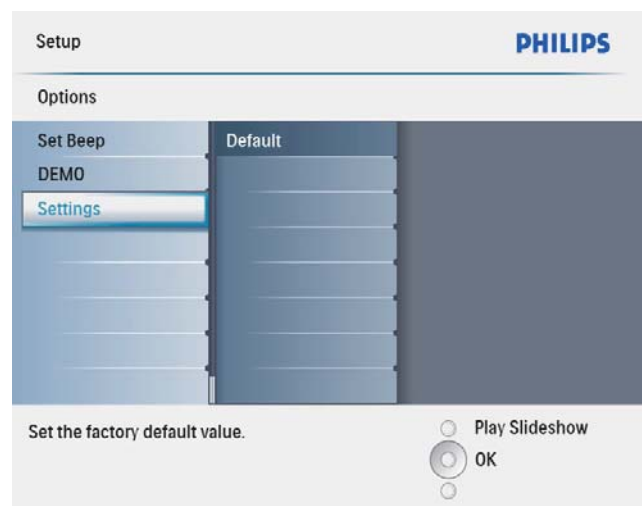 Setup
PHILIPS
Options
Set Beep
Default
DEMO
Settings
Set the factory default value.
Play Slideshow
OK